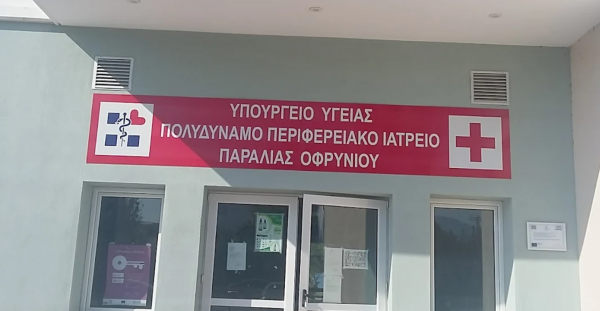 ΥΠΟΥΡΓΕΙΟ ΥΓΕΙΑΣ
ΠΟΛΥΔΥΝΑΜΟ ΠΕΡΙΦΕΡΕΙΑΚΟ ΙΑΤΡΕΙΟ
ΠΑΡΑΛΙΑΣ ΟΦΡΥΝΙΟΥ